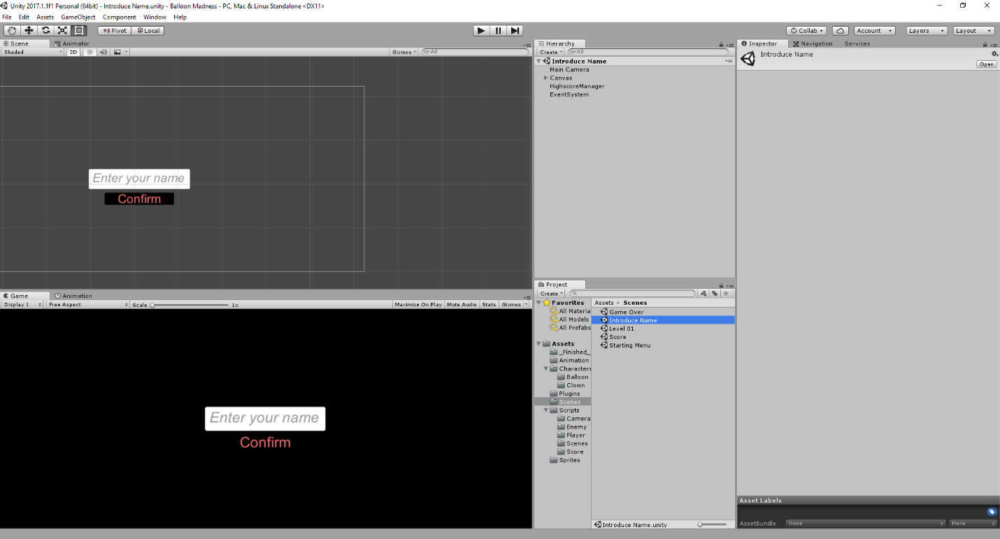 Unity 2017.1.1f1 Personal (64bit) - Introduce Name.unity - Balloon Madness - PC, Mac & Linux Standalone <DX11>
File Edit Assets GameObject Component Window Help
Pivot Local Collab Account Layers Layout
Scene Animator
Shaded 2D Gizmos All
Enter your name
Confirm
Game Animation
Display 1 Free Aspect Scale 1x Maximize On Play Mute Audio Stats Gizmos
Enter your name
Confirm
Hierarchy
Create All
Introduce Name
Main Camera
Canvas
HighscoreManager
EventSystem
Project
Create
Favorites
All Materia
All Models
All Prefabs
Assets
_Finished_
Animation
Characters
Balloon
Clown
Plugins
Scenes
Scripts
Camera
Enemy
Player
Scenes
Score
Sprites
Assets Scenes
Game Over
Introduce Name
Level 01
Score
Starting Menu
Introduce Name.unity
Inspector Navigation Services
Introduce Name
Open
Asset Labels
AssetBundle None None